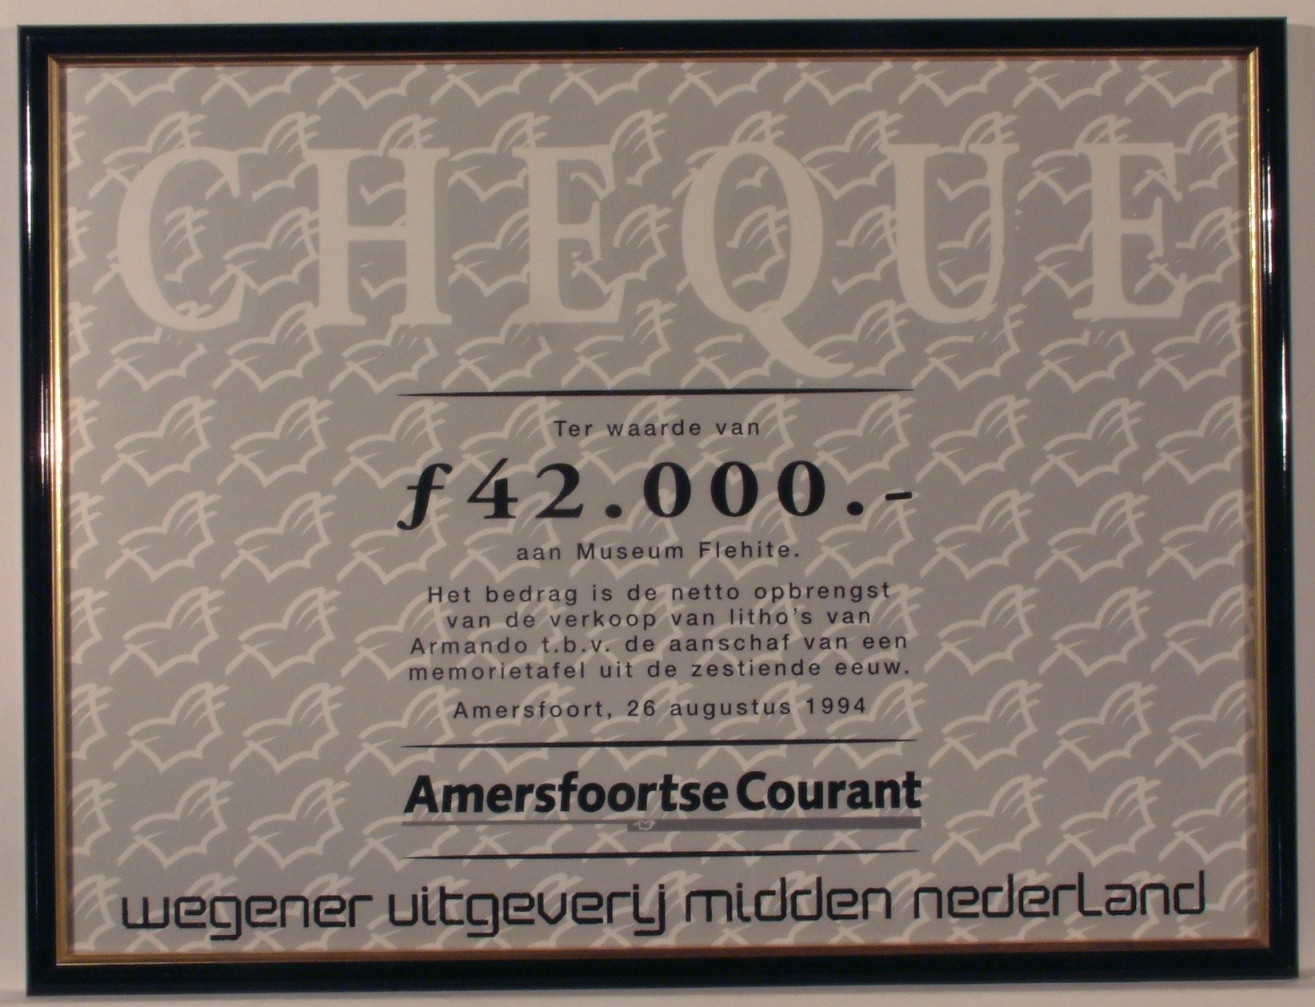 CHEQUE
Ter waarde van
ƒ42.000.-
aan Museum Flehite.
Het bedrag is de netto opbrengst
van de verkoop van litho's van
Armando t.b.v. de aanschaf van een
memorietafel uit de zestiende eeuw.
Amersfoort, 26 augustus 1994
Amersfoortse Courant
wegener uitgeverij midden nederland